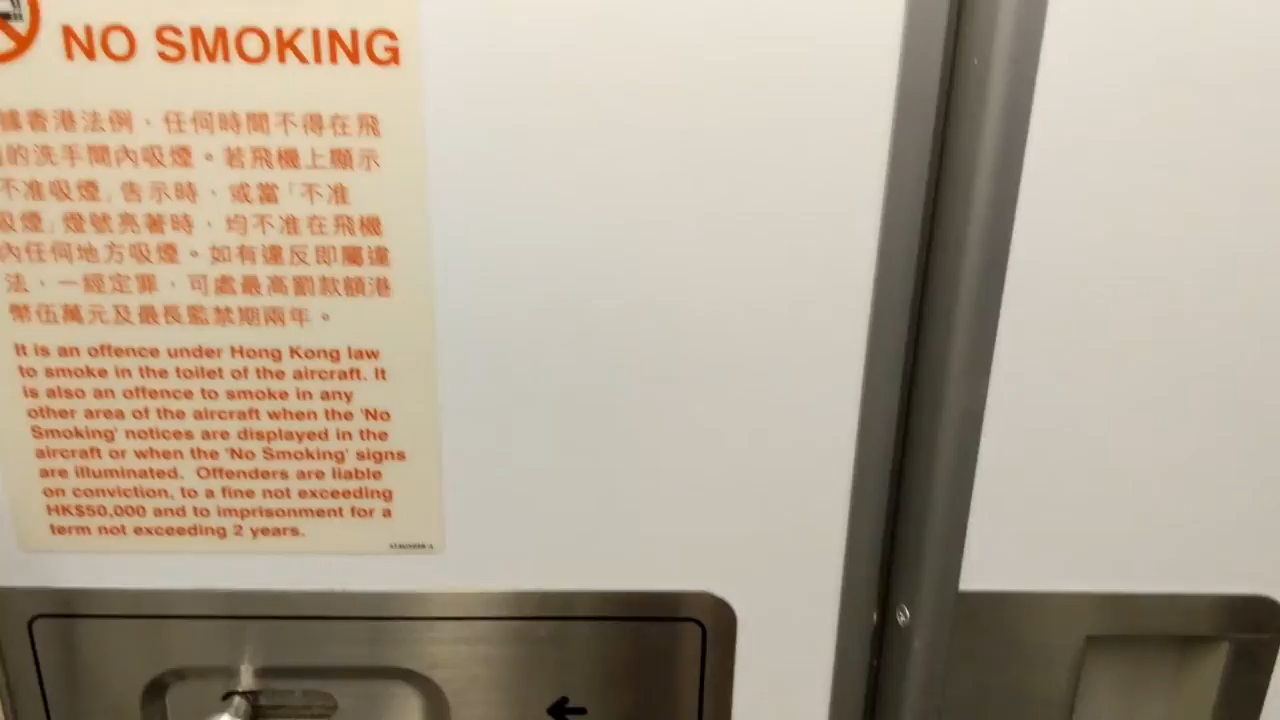 NO SMOKING
據香港法例，任何時間不得在飛
的洗手間內吸煙。若飛機上顯示
不准吸煙」告示時，或當「不准
吸煙」燈號亮著時，均不准在飛機
內任何地方吸煙。如有違反即屬違
法，一經定罪，可處最高罰款額港
幣伍萬元及最長監禁期兩年。
It is an offence under Hong Kong law
to smoke in the toilet of the aircraft. It
is also an offence to smoke in any
other area of the aircraft when the 'No
Smoking' notices are displayed in the
aircraft or when the 'No Smoking' signs
are illuminated. Offenders are liable
on conviction, to a fine not exceeding
HK$50,000 and to imprisonment for a
term not exceeding 2 years.